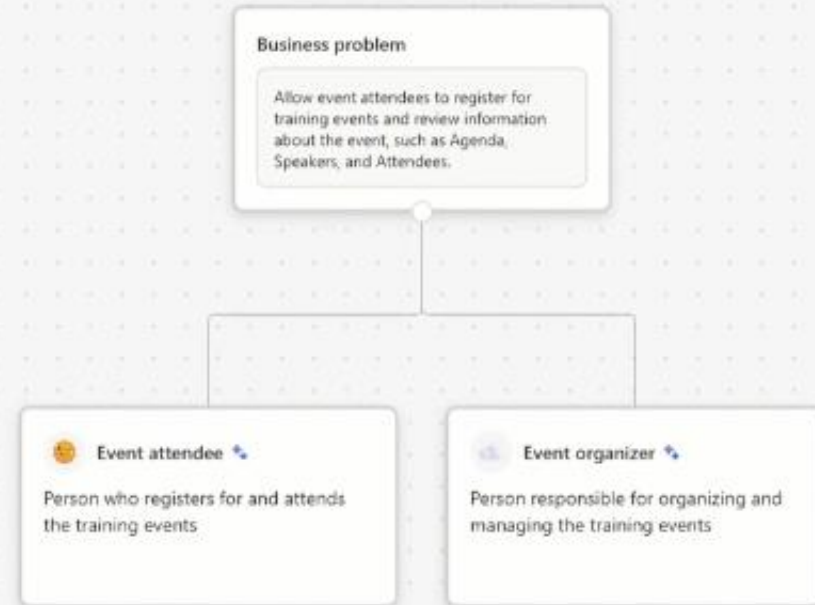 Business problem
Allow event attendees to register for
training events and review information
about the event, such as Agenda,
Speakers, and Attendees.
Event attendee
Person who registers for and attends
the training events
Event organizer
Person responsible for organizing and
managing the training events